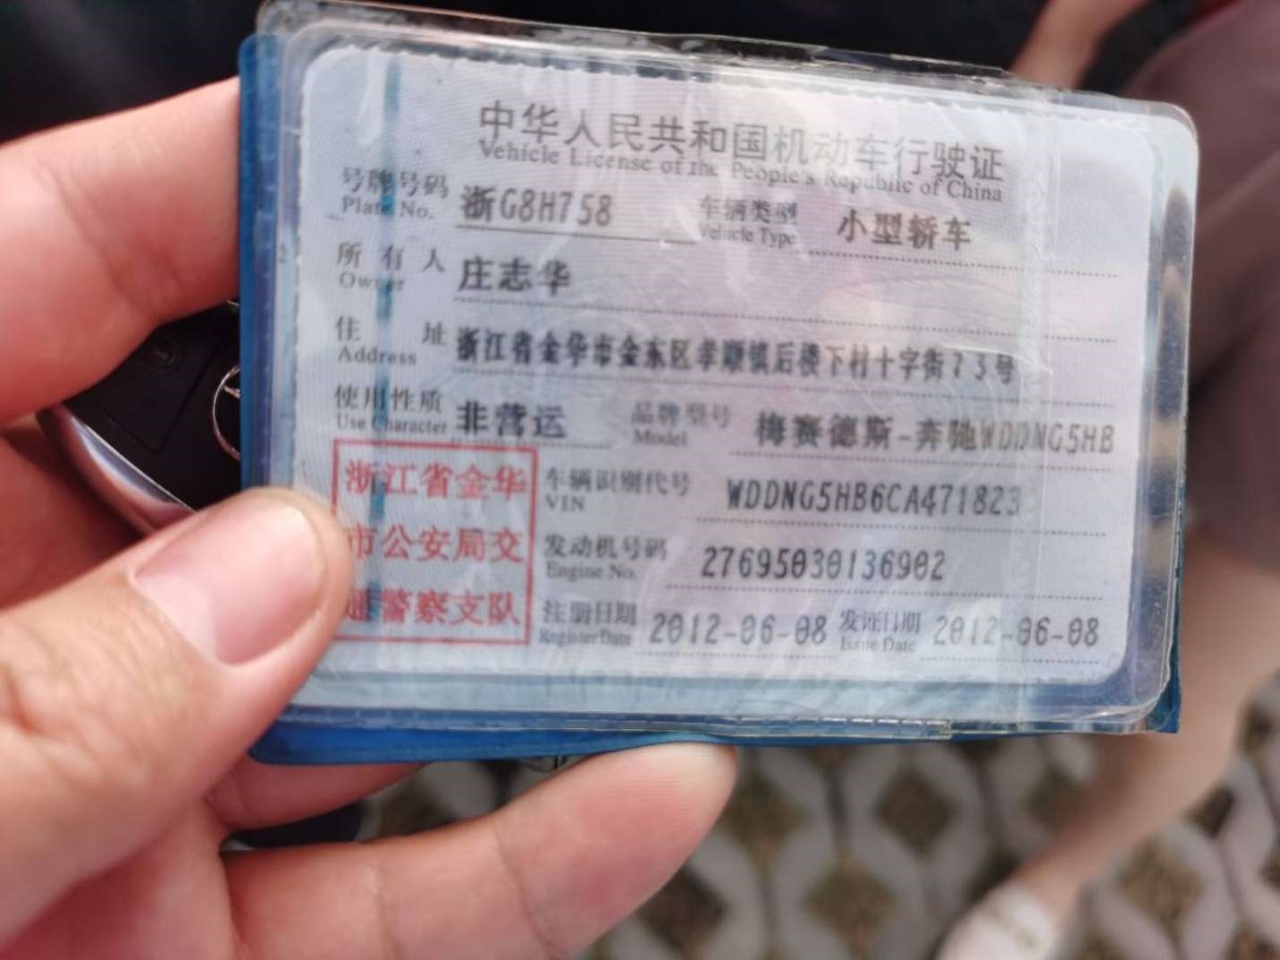 中华人民共和国机动车行驶证
Vehicle License of the People's Republic of China
号牌号码 浙G8H758 车辆类型 小型轿车
Plate No. Vehicle Type
所有人 庄志华
Owner
住址 浙江省金华市金东区孝顺镇后楼下村十字街73号
Address
使用性质 非营运 品牌型号 梅赛德斯-奔驰WDDNG5HB
Use Character Model
浙江省金华
市公安局交
通警察支队
车辆识别代号 WDDNG5HB6CA471823
VIN
发动机号码 27695030136902
Engine No.
注册日期 2012-06-08 发证日期 2012-06-08
Register Date Issue Date